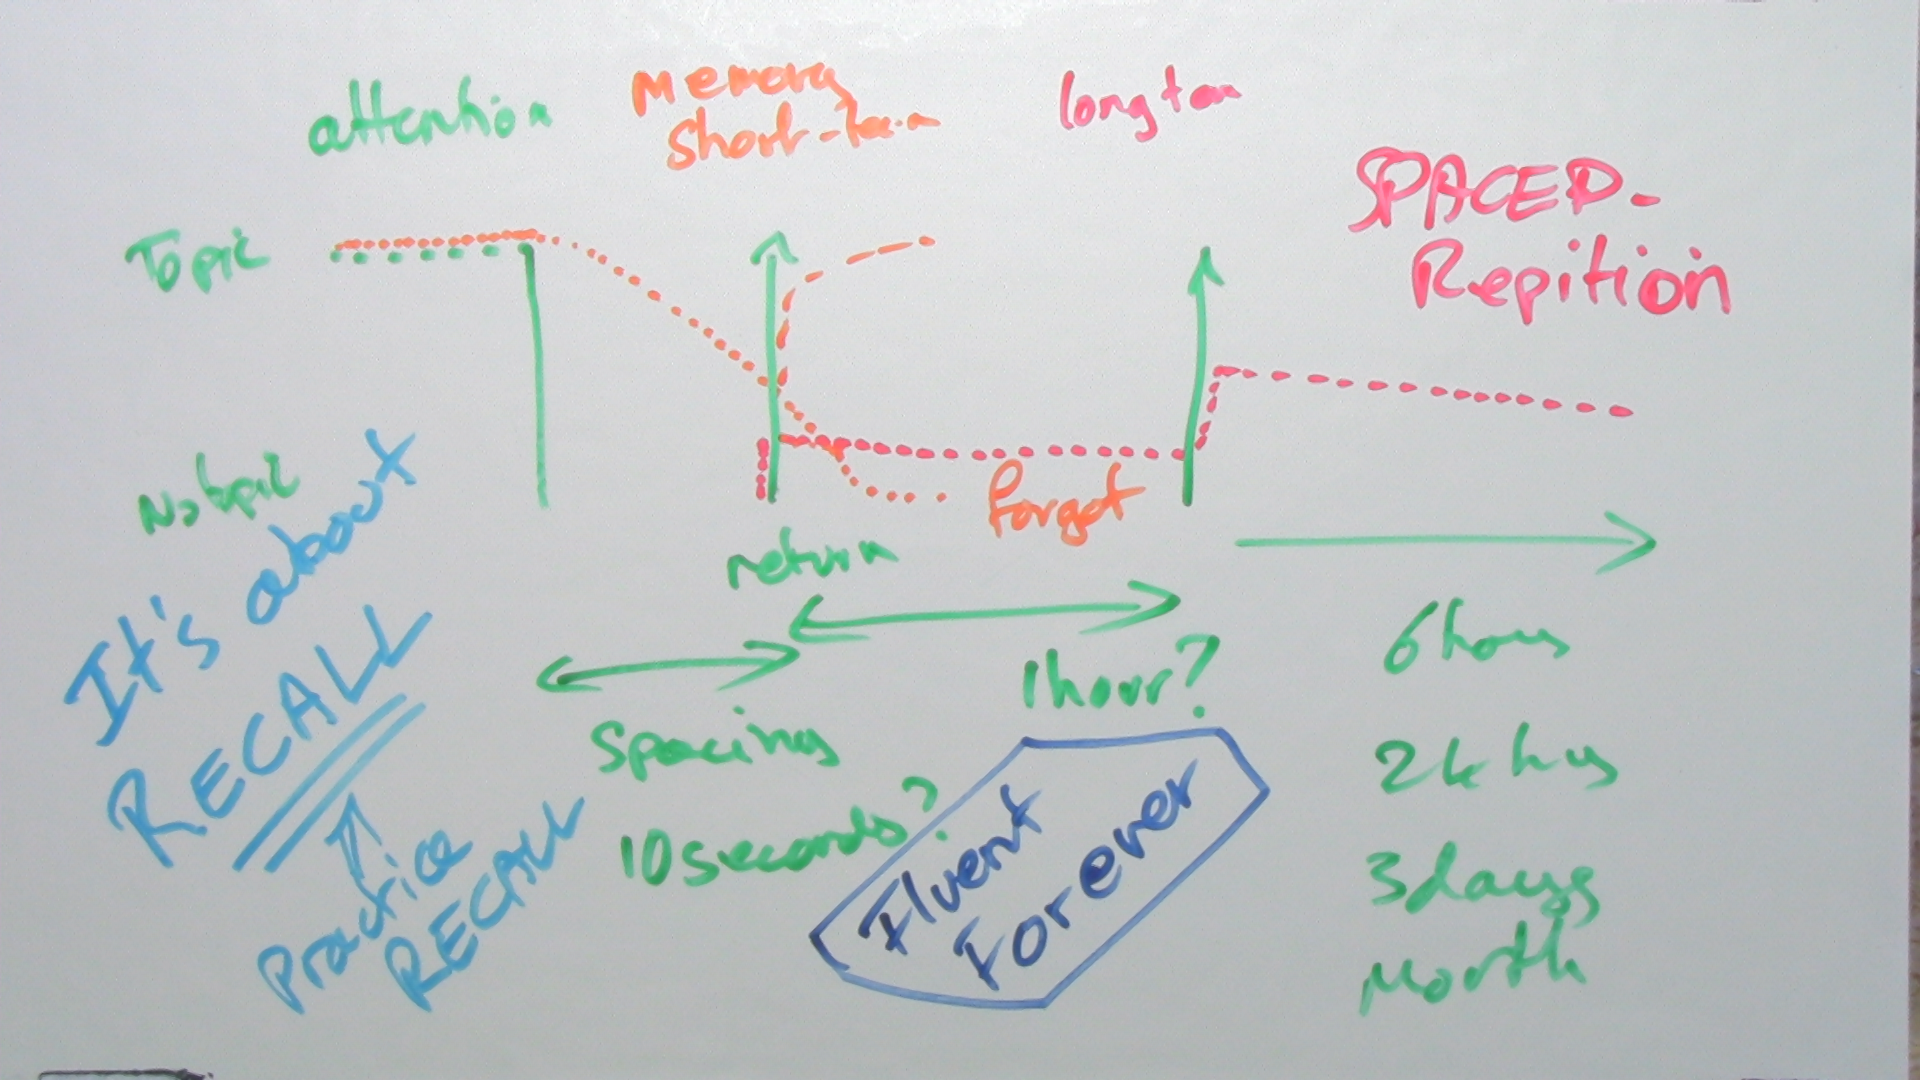 attention
Memory
short-term
long term
SPACED-
Repition
Topic
No topic
forget
return
It's about
RECALL
Practice
RECALL
Spacing
10 seconds?
1 hour?
Fluent
Forever
6 hours
24 hrs
3 days
Month